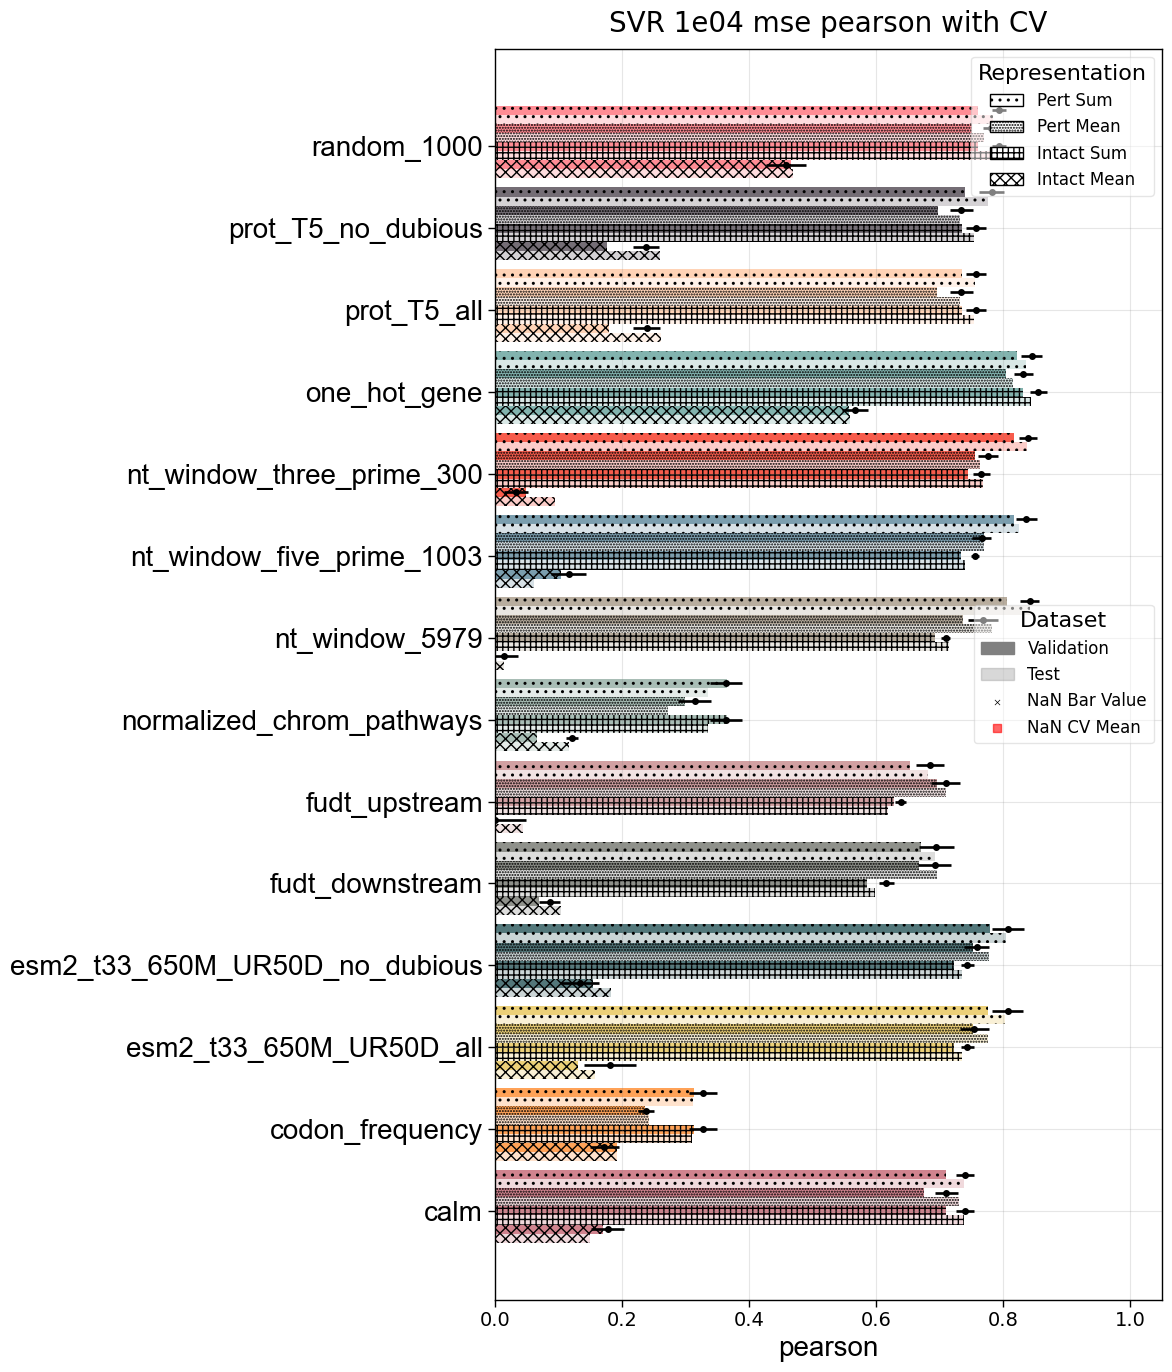 SVR 1e04 mse pearson with CV
Representation
Pert Sum
Pert Mean
Intact Sum
Intact Mean
random_1000
prot_T5_no_dubious
prot_T5_all
one_hot_gene
nt_window_three_prime_300
nt_window_five_prime_1003
nt_window_5979
Dataset
Validation
Test
NaN Bar Value
NaN CV Mean
normalized_chrom_pathways
fudt_upstream
fudt_downstream
esm2_t33_650M_UR50D_no_dubious
esm2_t33_650M_UR50D_all
codon_frequency
calm
0.0 0.2 0.4 0.6 0.8 1.0
pearson